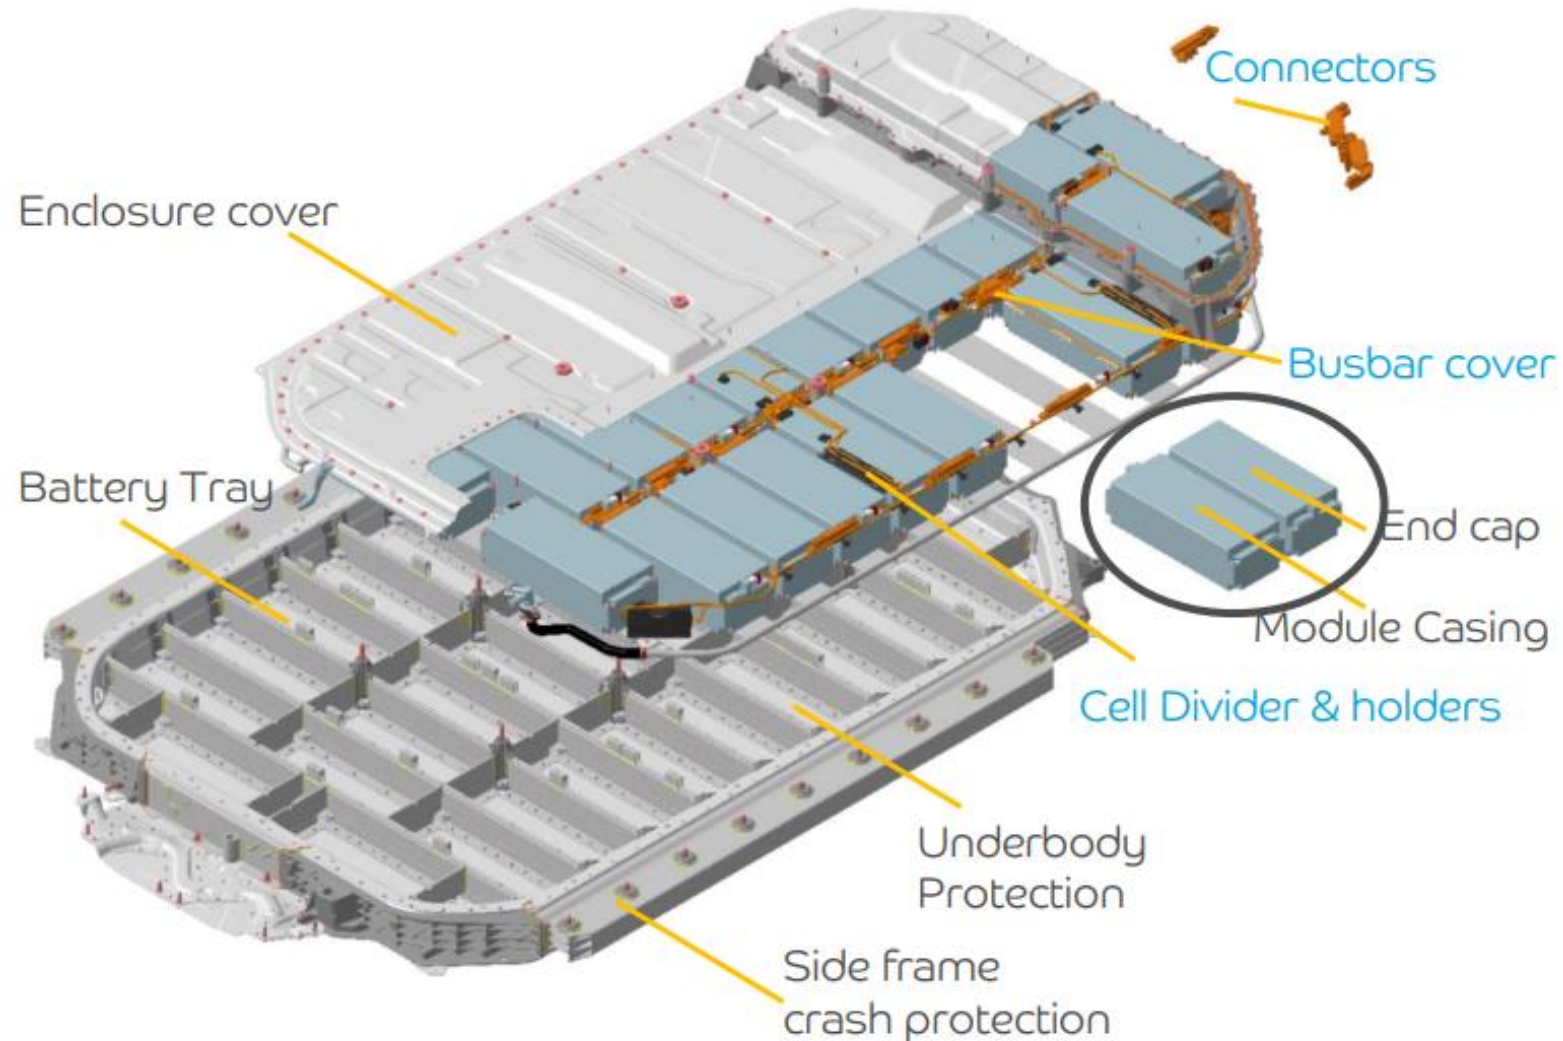 Connectors
Enclosure cover
Busbar cover
Battery Tray
End cap
Module Casing
Cell Divider & holders
Underbody
Protection
Side frame
crash protection